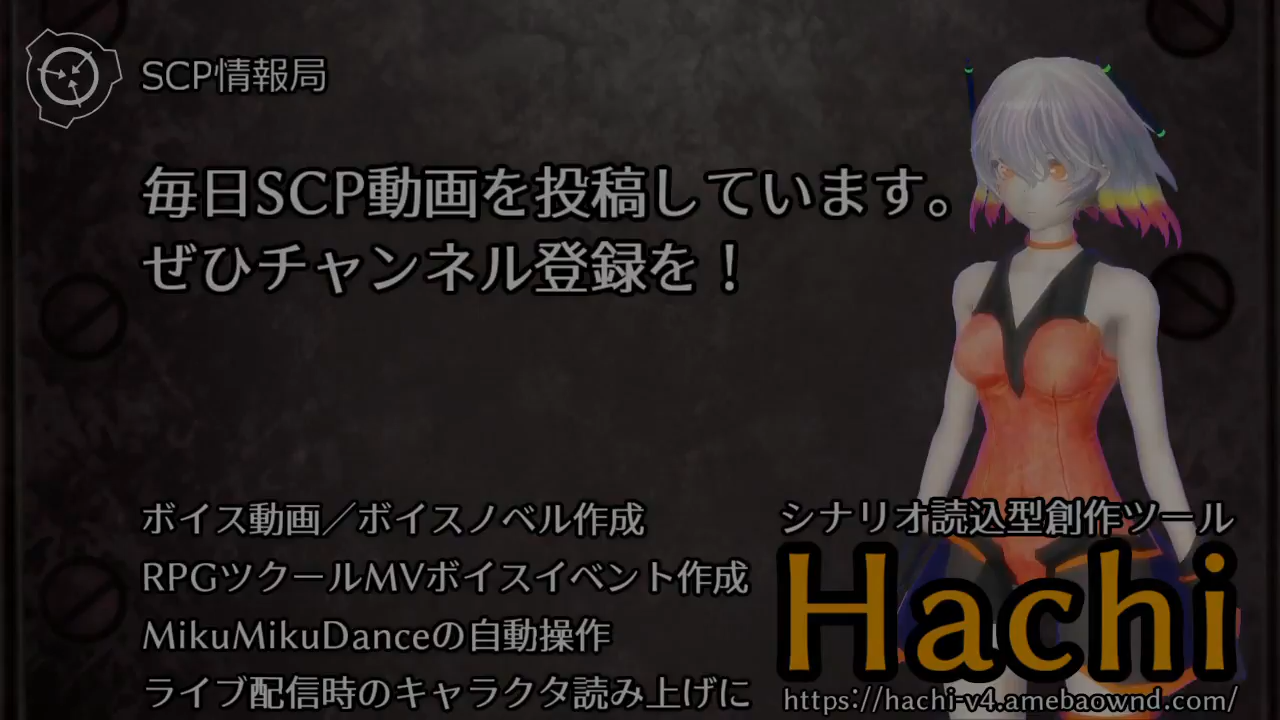 SCP情報局
毎日SCP動画を投稿しています。
ぜひチャンネル登録を！
ボイス動画／ボイスノベル作成
RPGツクールMVボイスイベント作成
MikuMikuDanceの自動操作
ライブ配信時のキャラクタ読み上げに
シナリオ読込型創作ツール
Hachi
https://hachi-v4.amebaownd.com/